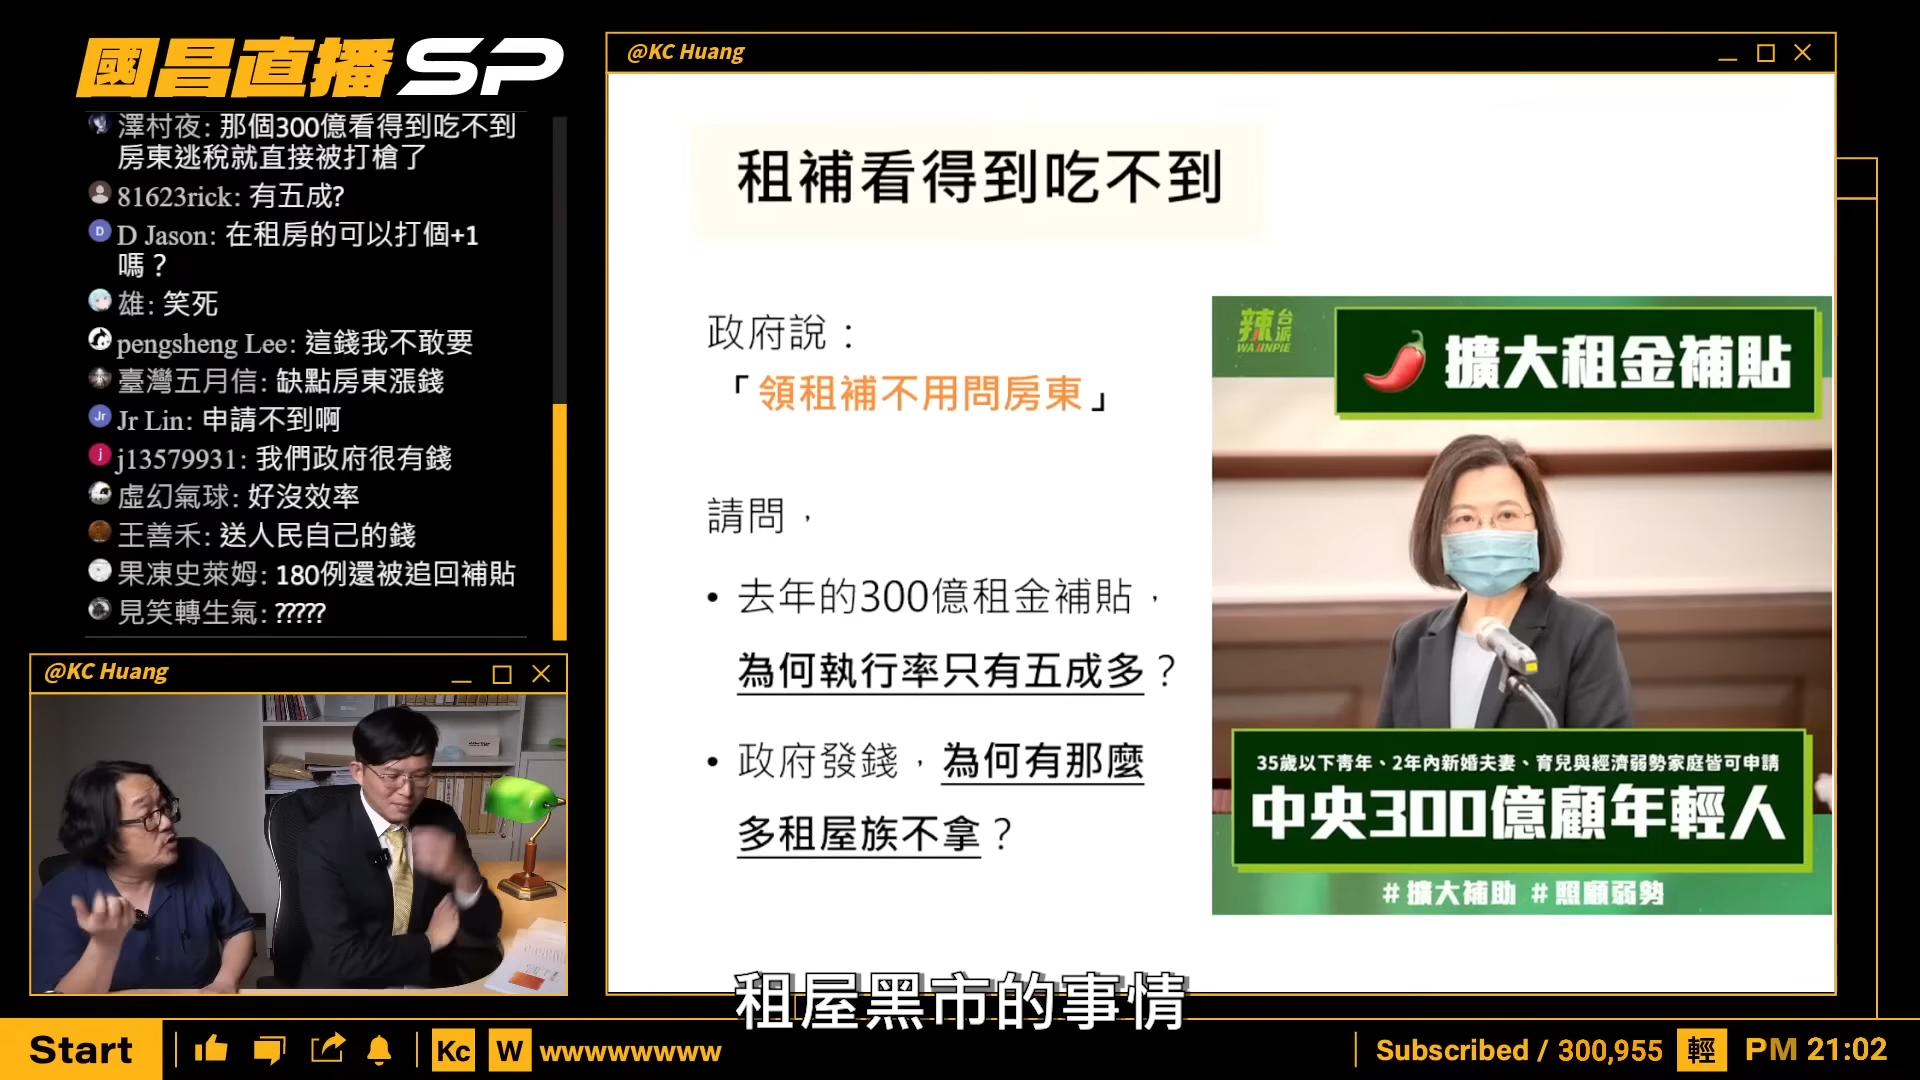 國昌直播SP
澤村夜: 那個300億看得到吃不到
房東逃稅就直接被打槍了
81623rick: 有五成?
D Jason: 在租房的可以打個+1
嗎？
雄: 笑死
pengsheng Lee: 這錢我不敢要
臺灣五月信: 缺點房東漲錢
Jr Lin: 申請不到啊
j13579931: 我們政府很有錢
虛幻氣球: 好沒效率
王善禾: 送人民自己的錢
果凍史萊姆: 180例還被追回補貼
見笑轉生氣: ?????
@KC Huang
@KC Huang
租補看得到吃不到
政府說：
「領租補不用問房東」
請問，
• 去年的300億租金補貼，
為何執行率只有五成多？
• 政府發錢，為何有那麼
多租屋族不拿？
辣台派
WAIINPIE
擴大租金補貼
35歲以下青年、2年內新婚夫妻、育兒與經濟弱勢家庭皆可申請
中央300億顧年輕人
#擴大補助 #照顧弱勢
租屋黑市的事情
Start
Kc W wwwwwwwww
Subscribed / 300,955 輕 PM 21:02